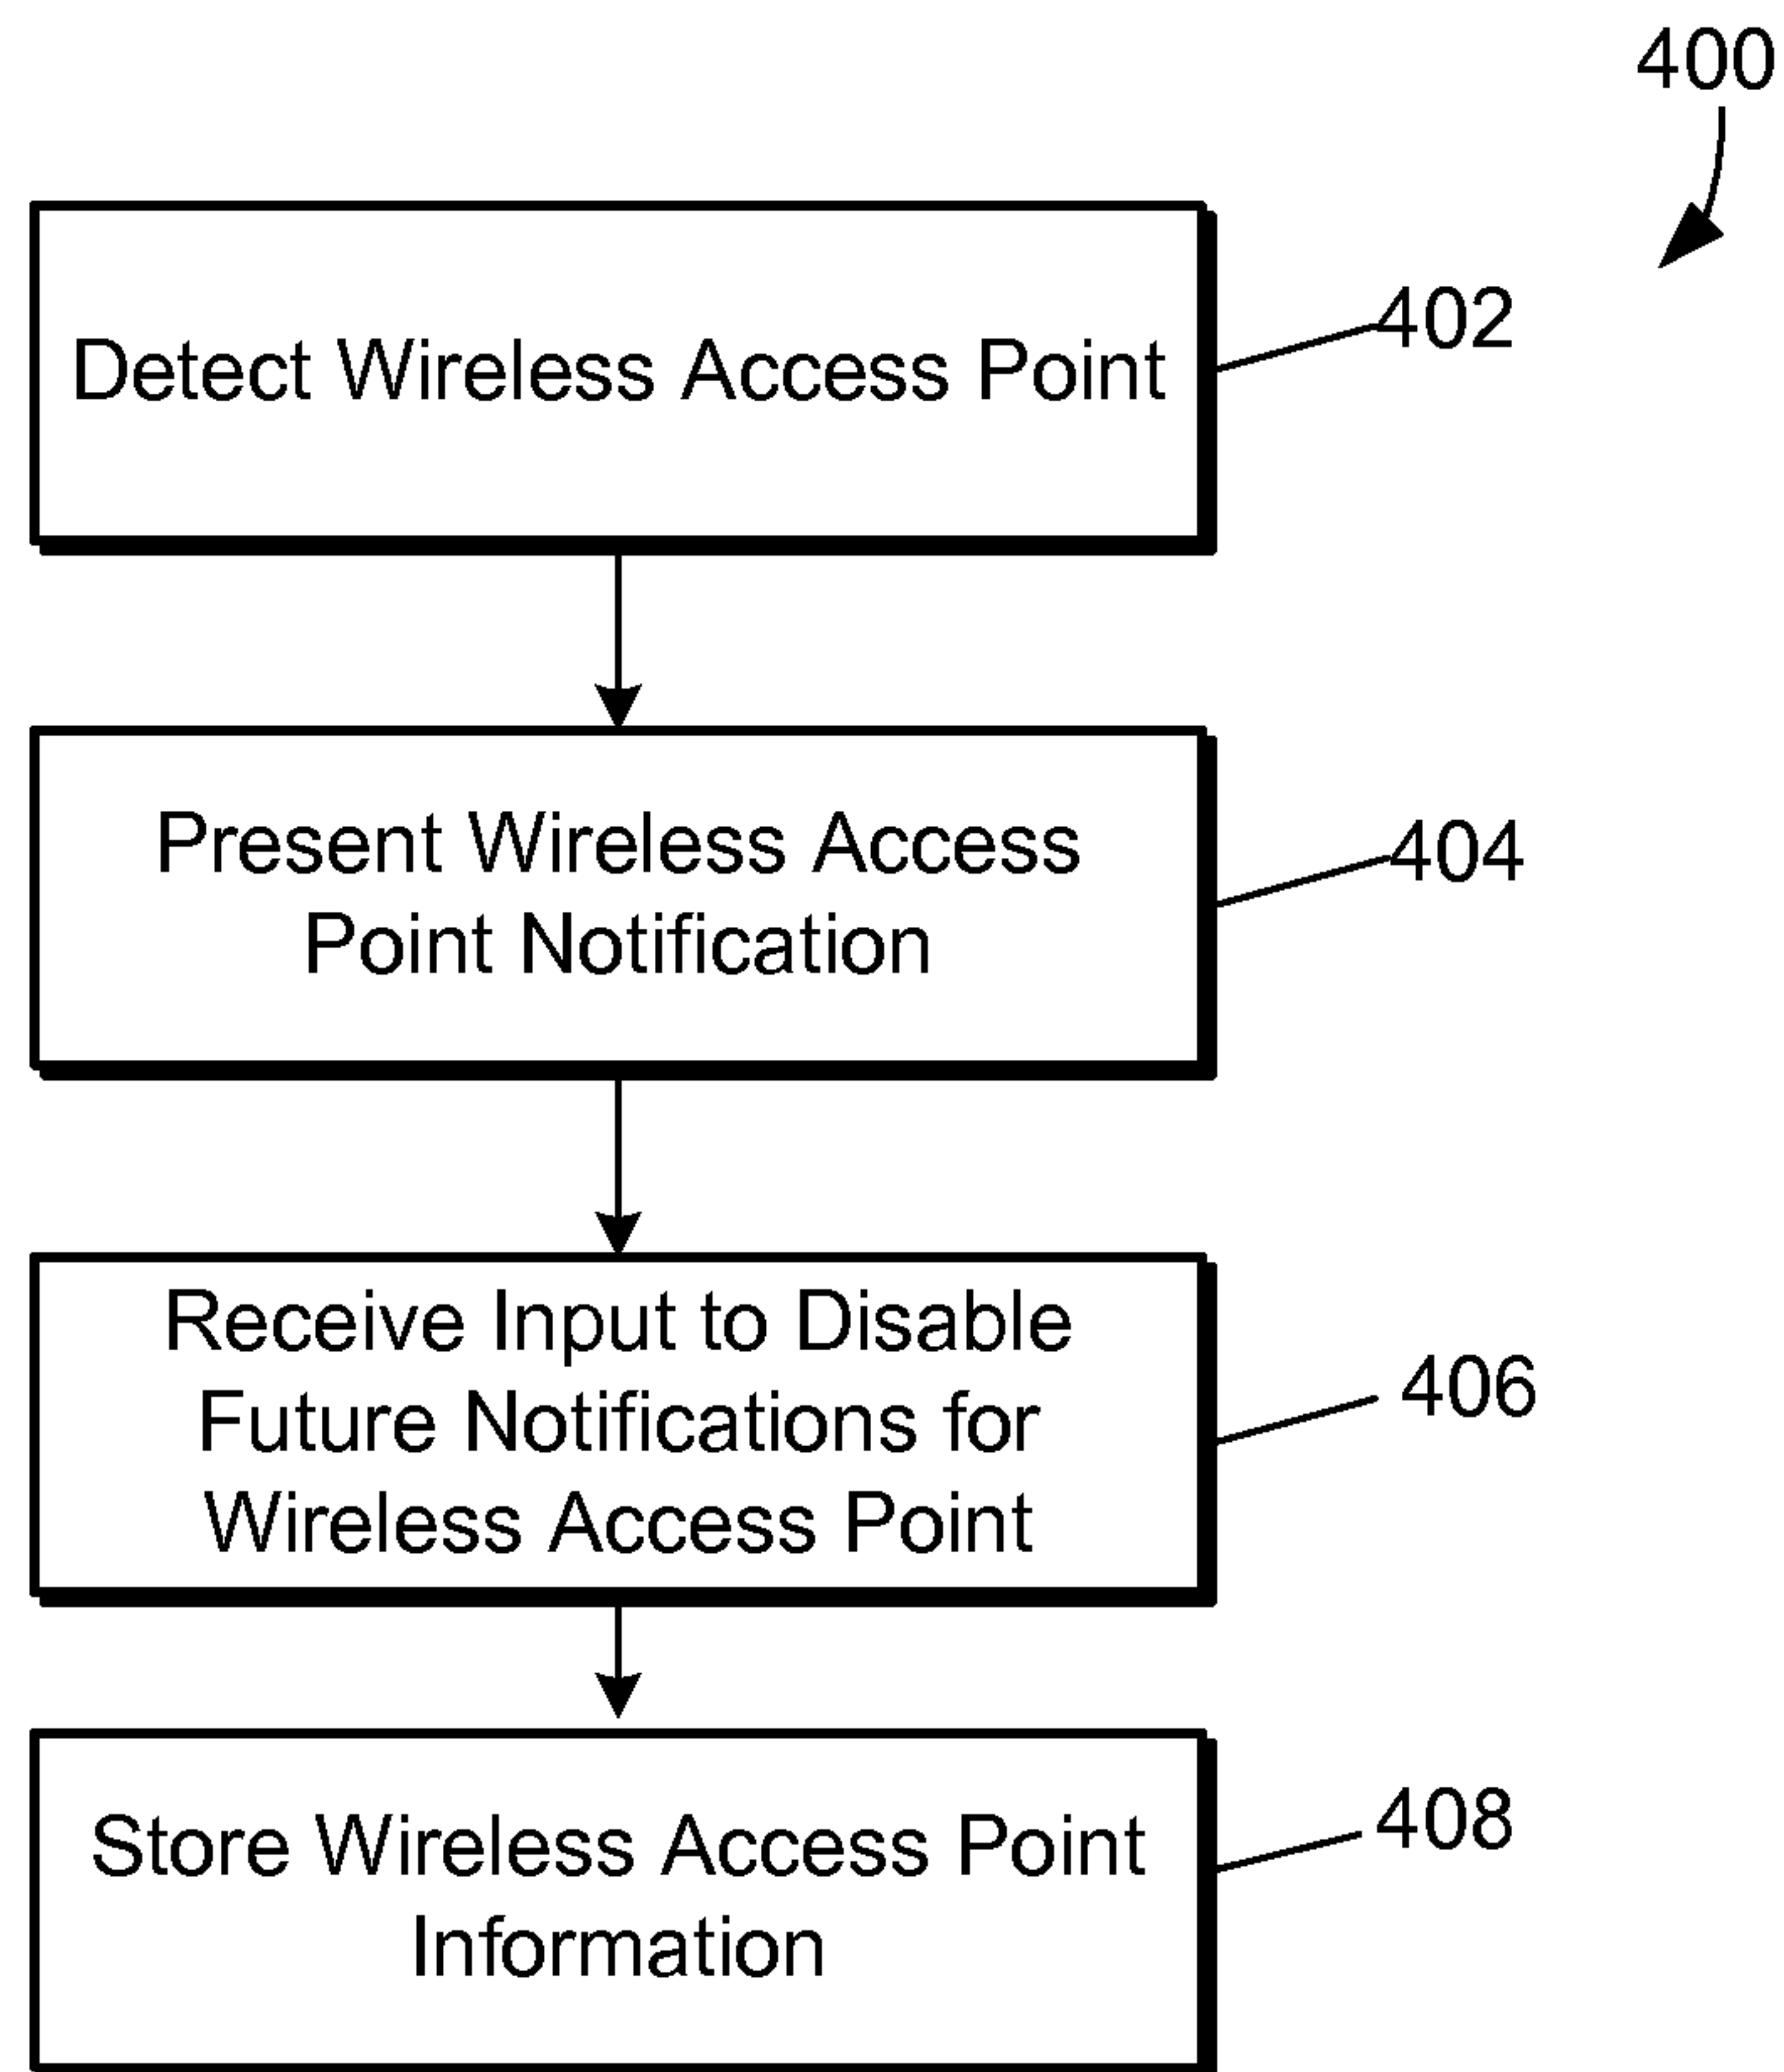 400
Detect Wireless Access Point
402
Present Wireless Access
Point Notification
404
Receive Input to Disable
Future Notifications for
Wireless Access Point
406
Store Wireless Access Point
Information
408